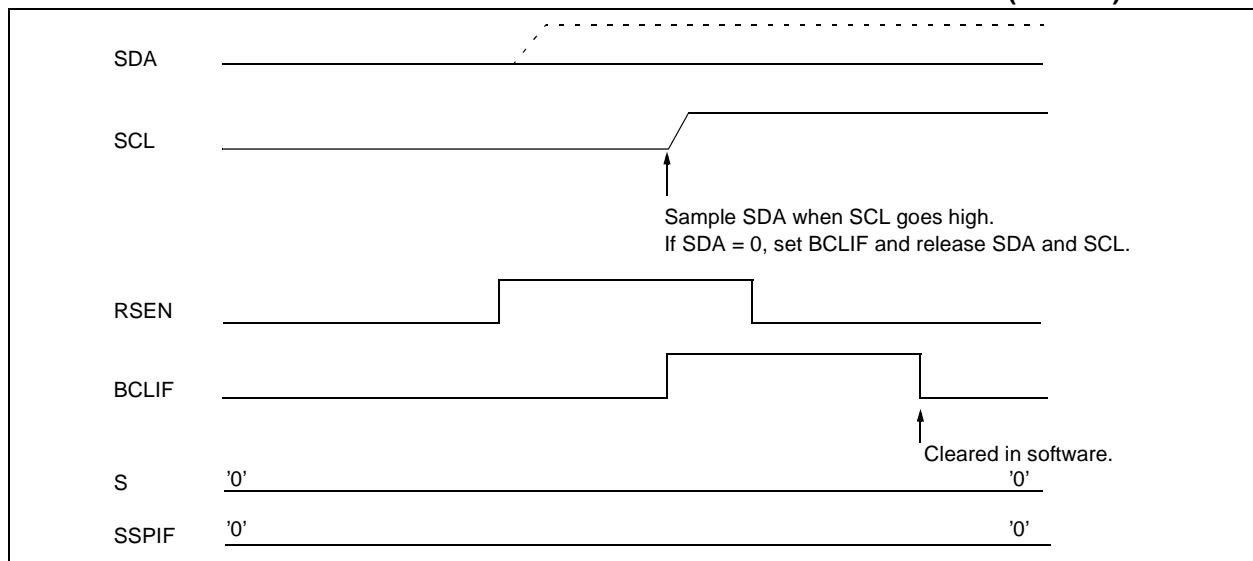 SDA
SCL
Sample SDA when SCL goes high.
If SDA = 0, set BCLIF and release SDA and SCL.
RSEN
BCLIF
Cleared in software.
S '0' '0'
SSPIF '0' '0'